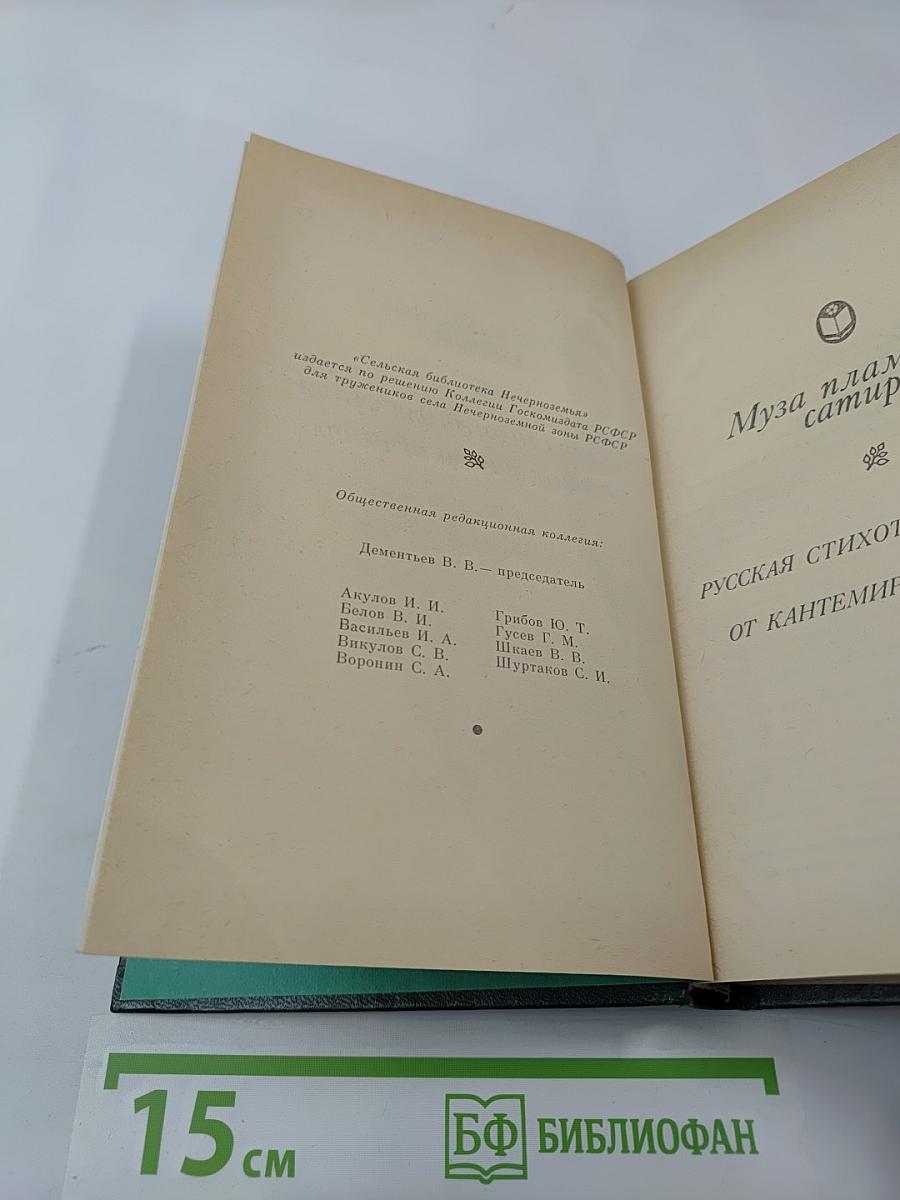 «Сельская библиотека Нечерноземья»
издается по решению Коллегии Госкомиздата РСФСР
для тружеников села Нечерноземной зоны РСФСР
Общественная редакционная коллегия:
Дементьев В. В.— председатель
Акулов И. И.
Белов В. И.
Васильев И. А.
Викулов С. В.
Воронин С. А.
Грибов Ю. Т.
Гусев Г. М.
Шкаев В. В.
Шуртаков С. И.
Муза плам
сатир
РУССКАЯ СТИХОТ
ОТ КАНТЕМИР
15 см
БФ БИБЛИОФАН